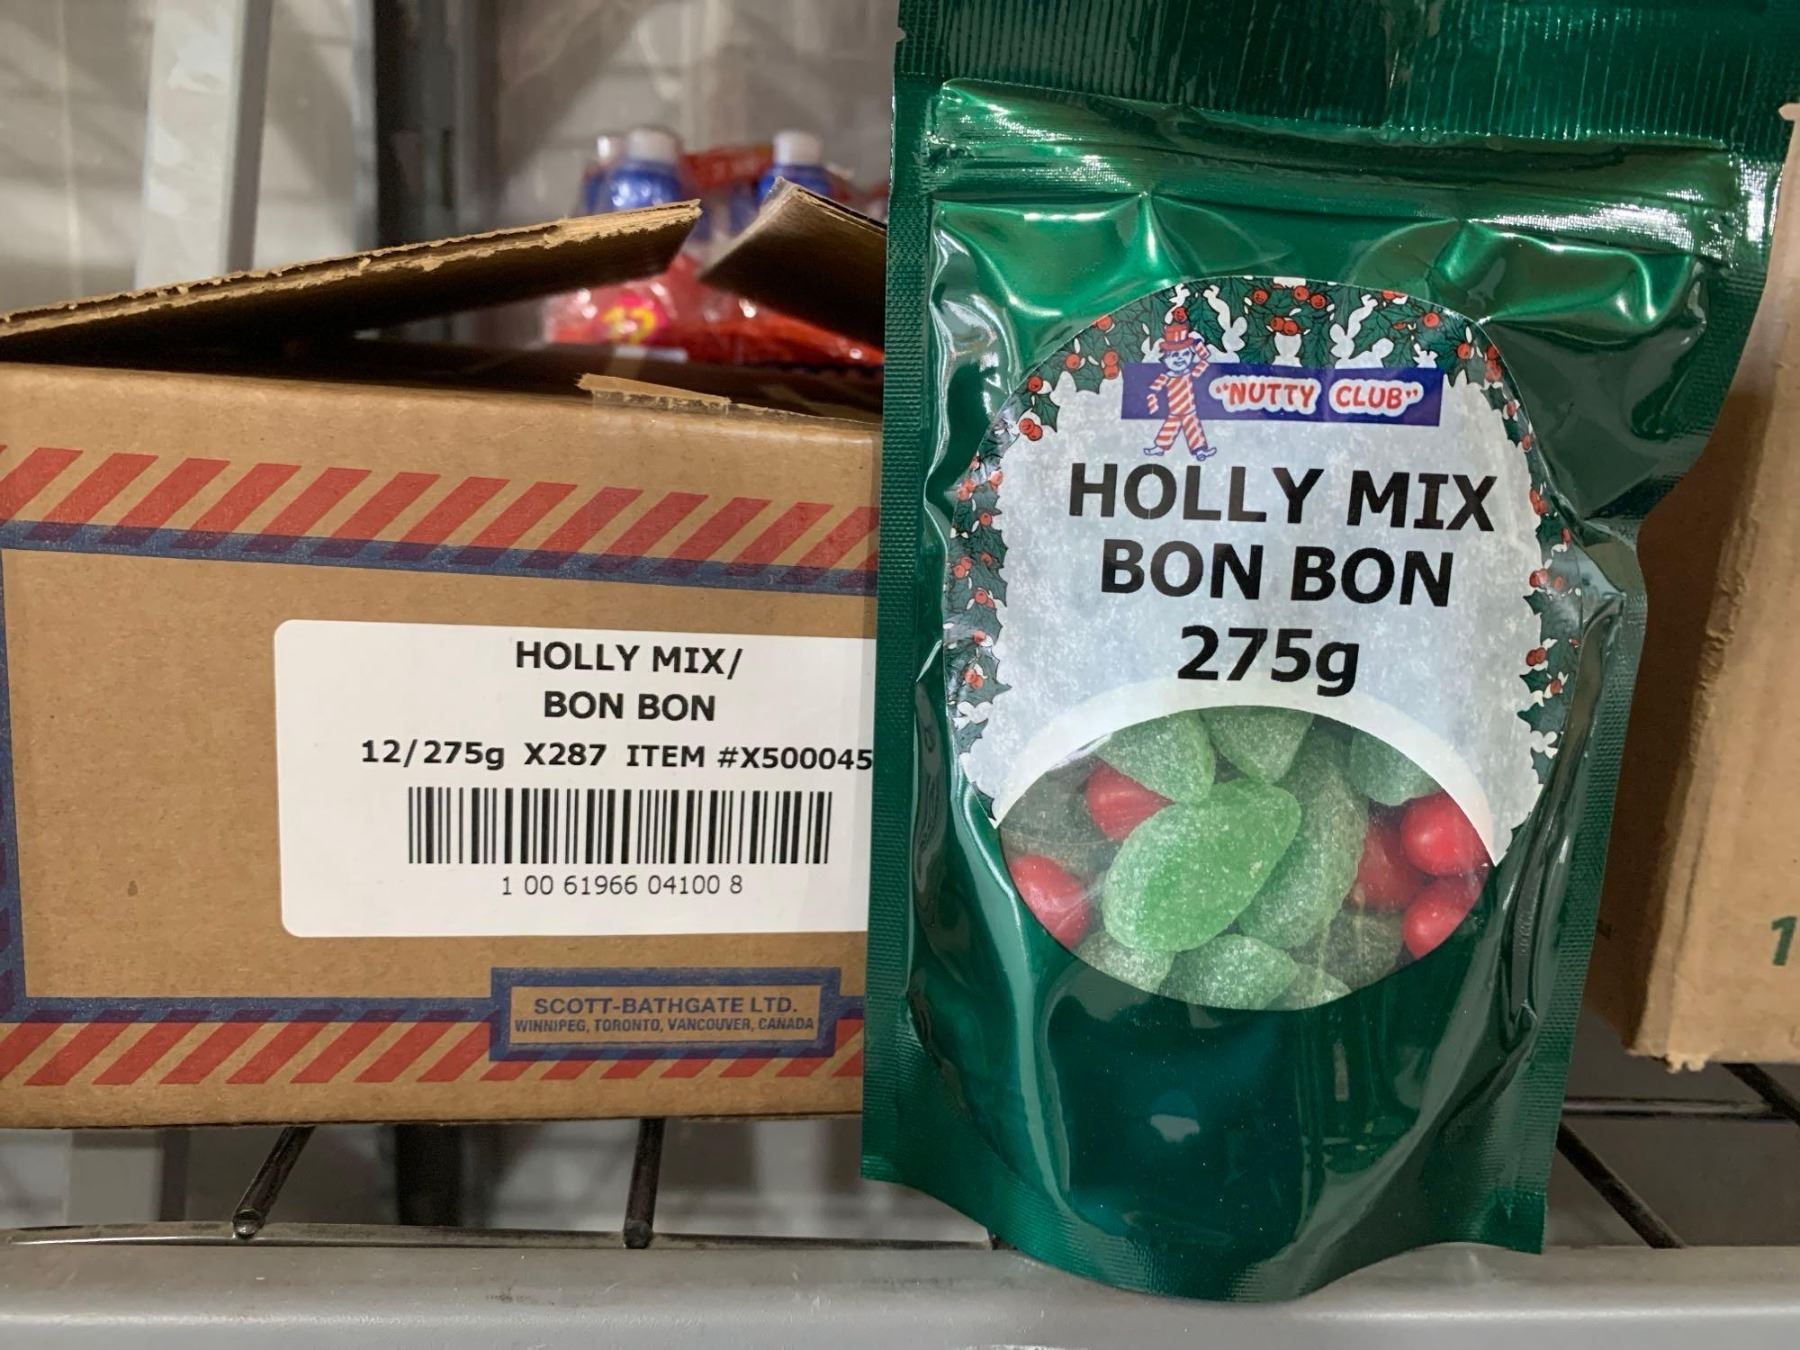 HOLLY MIX/
BON BON
12/275g X287 ITEM #X500045
1 00 61966 04100 8
SCOTT-BATHGATE LTD.
WINNIPEG, TORONTO, VANCOUVER, CANADA
"NUTTY CLUB"
HOLLY MIX
BON BON
275g
1